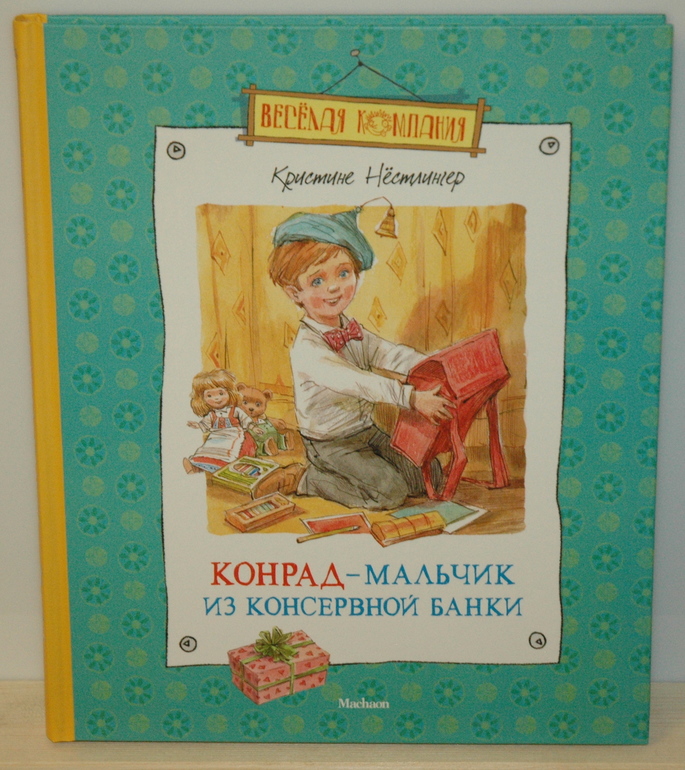 ВЕСЁЛАЯ КОМПАНИЯ
Кристине Нёстлингер
КОНРАД – МАЛЬЧИК
ИЗ КОНСЕРВНОЙ БАНКИ
Machaon